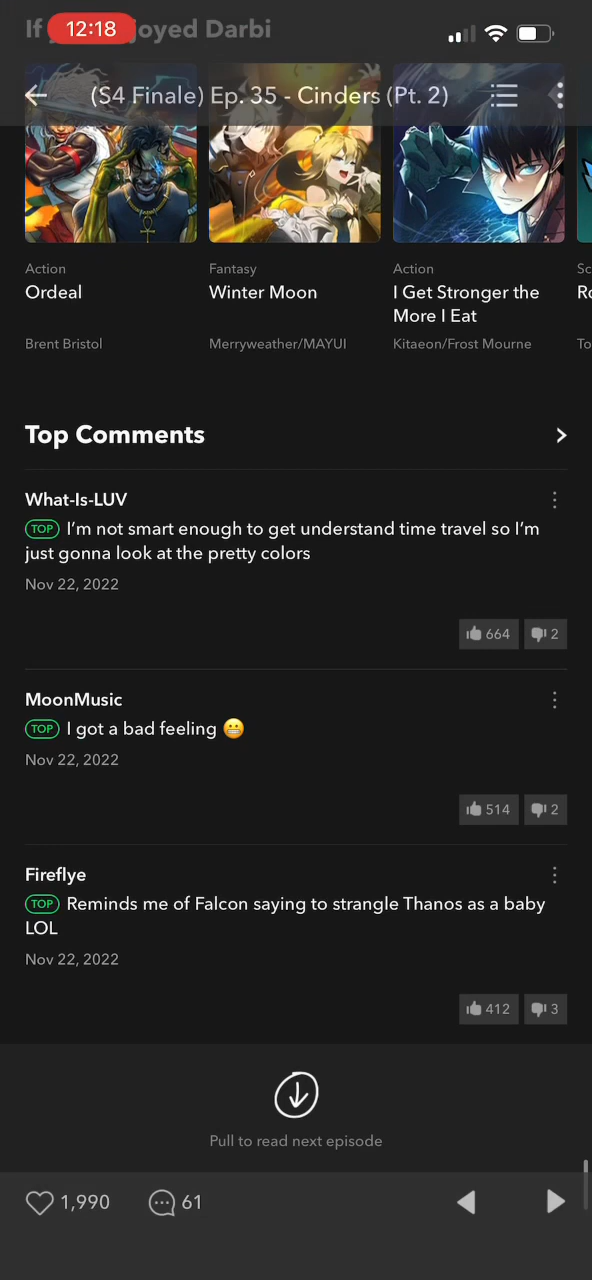 If
joyed Darbi
12:18
(S4 Finale) Ep. 35 - Cinders (Pt. 2)
Action
Fantasy
Action
Sc
Ordeal
Winter Moon
I Get Stronger the
More I Eat
Brent Bristol
Merryweather/MAYUI
Kitaeon/Frost Mourne
To
Top Comments
What-Is-LUV
TOP I'm not smart enough to get understand time travel so I'm
just gonna look at the pretty colors
Nov 22, 2022
664
2
MoonMusic
TOP I got a bad feeling 😬
Nov 22, 2022
514
2
Fireflye
TOP Reminds me of Falcon saying to strangle Thanos as a baby
LOL
Nov 22, 2022
412
3
Pull to read next episode
1,990
61